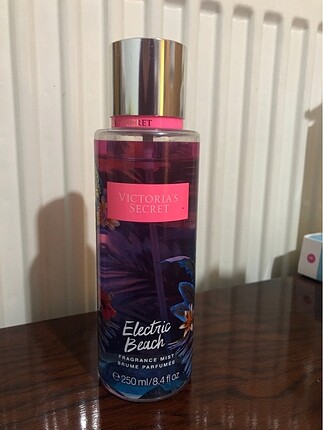 VICTORIA'S
SECRET
Electric
Beach
FRAGRANCE MIST
BRUME PARFUMÉE
℮ 250 ml/8.4 fl oz